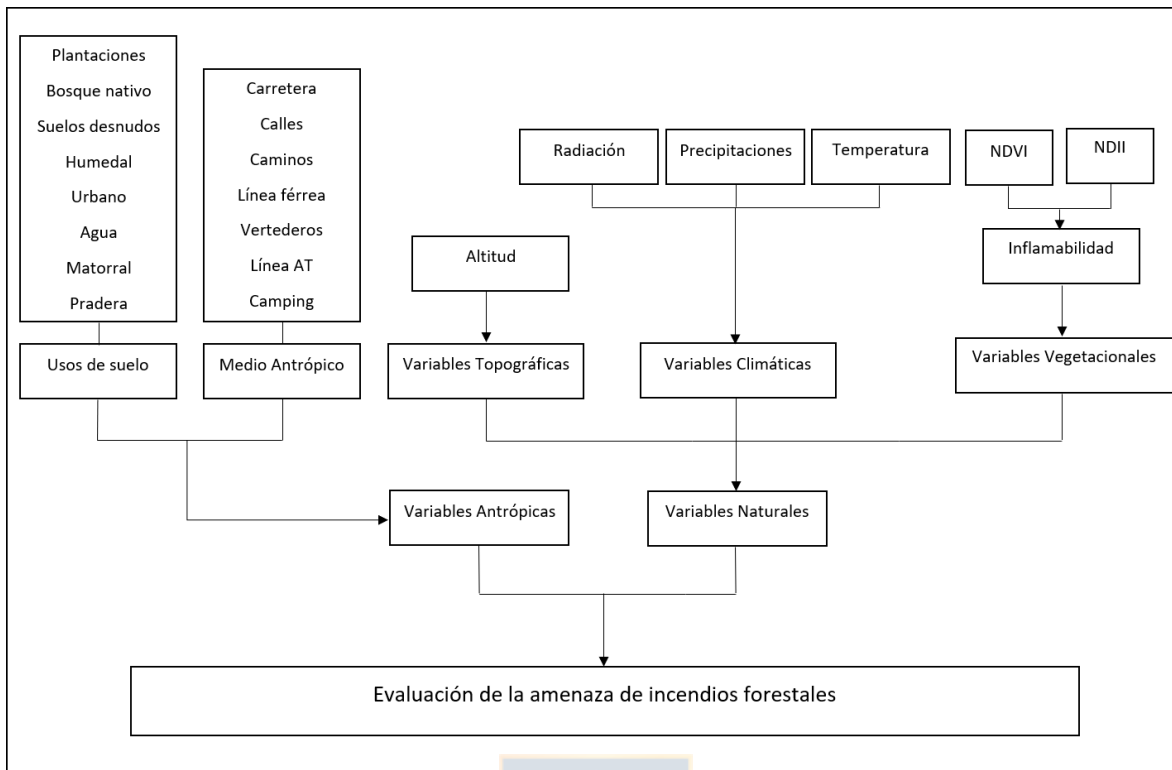 Plantaciones
Bosque nativo
Suelos desnudos
Humedal
Urbano
Agua
Matorral
Pradera
Carretera
Calles
Caminos
Línea férrea
Vertederos
Línea AT
Camping
Radiación
Precipitaciones
Temperatura
NDVI
NDII
Altitud
Inflamabilidad
Usos de suelo
Medio Antrópico
Variables Topográficas
Variables Climáticas
Variables Vegetacionales
Variables Antrópicas
Variables Naturales
Evaluación de la amenaza de incendios forestales